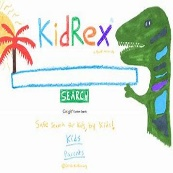 KidRex
SEARCH
Safe Search for Kids, by Kids!
Kids
Parents